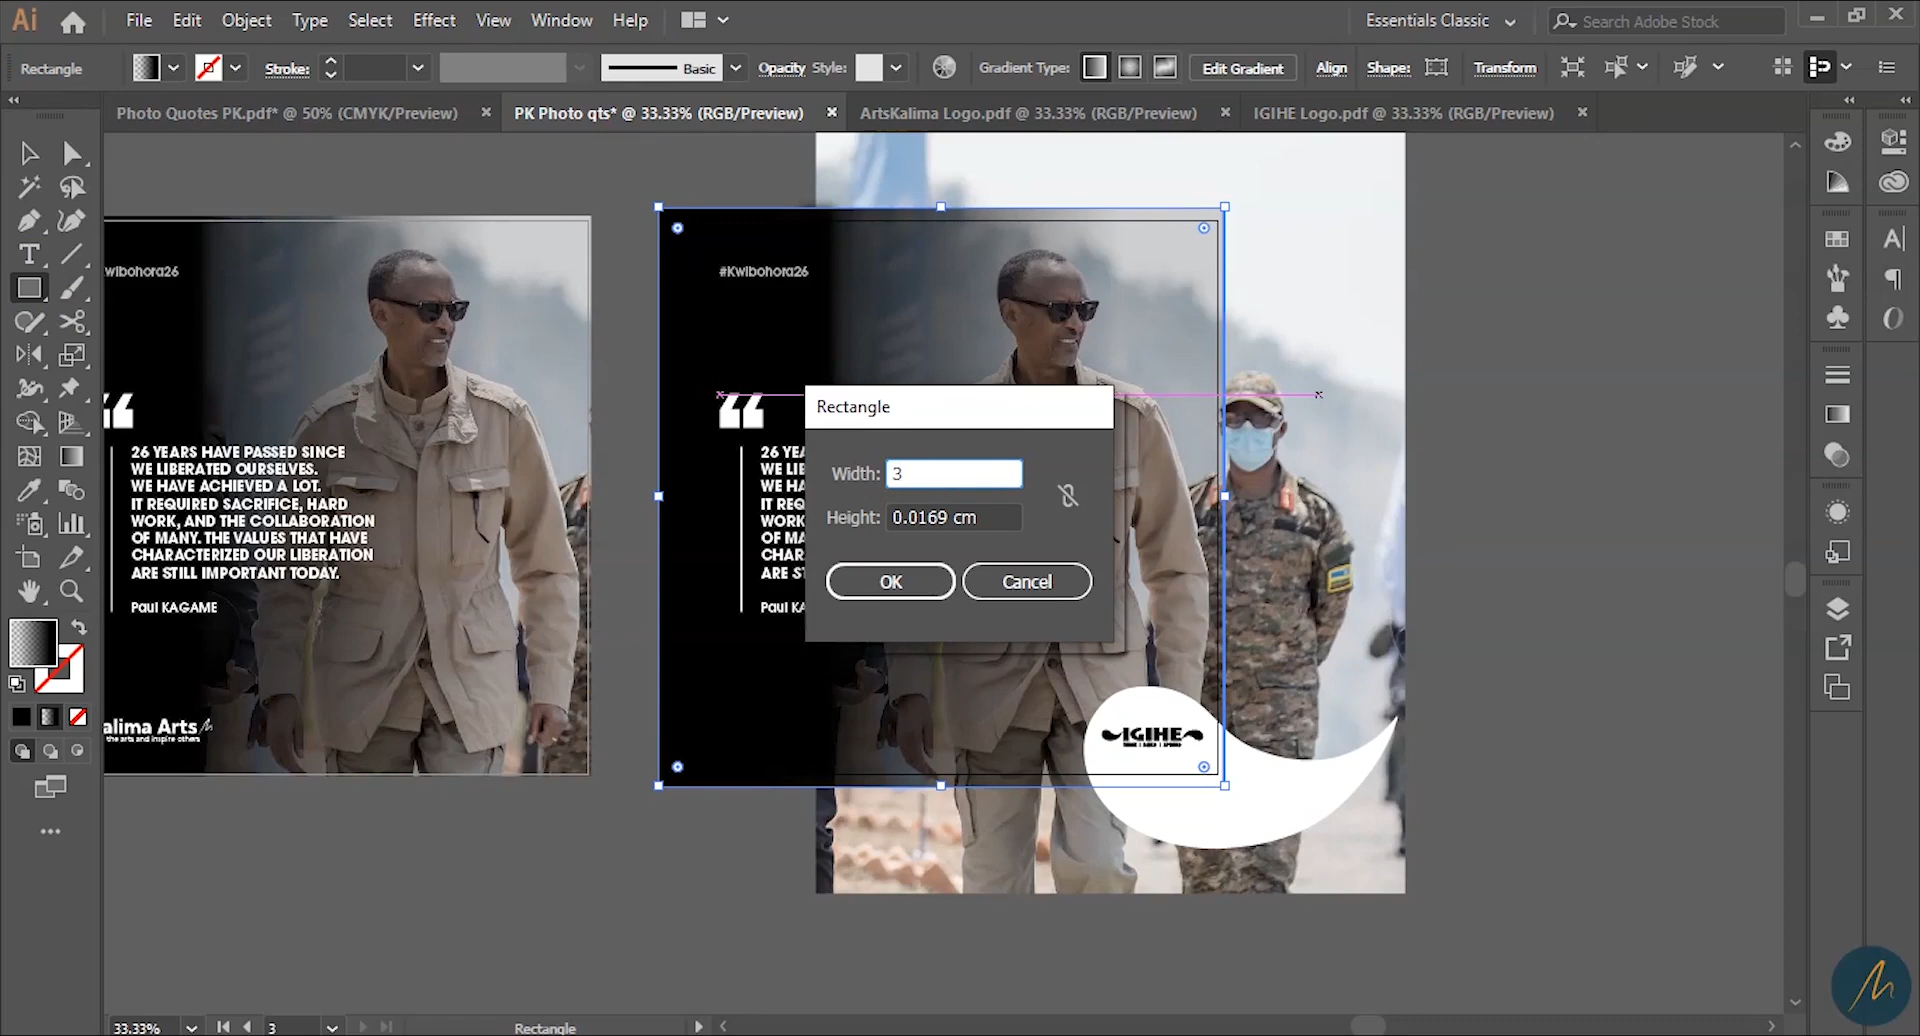 Ai File Edit Object Type Select Effect View Window Help Essentials Classic Search Adobe Stock
Rectangle Stroke: Basic Opacity Style: Gradient Type: Edit Gradient Align Shape: Transform
Photo Quotes PK.pdf* @ 50% (CMYK/Preview) PK Photo qts* @ 33.33% (RGB/Preview) ArtsKalima Logo.pdf @ 33.33% (RGB/Preview) IGIHE Logo.pdf @ 33.33% (RGB/Preview)
wibohora26
26 YEARS HAVE PASSED SINCE
WE LIBERATED OURSELVES.
WE HAVE ACHIEVED A LOT.
IT REQUIRED SACRIFICE, HARD
WORK, AND THE COLLABORATION
OF MANY. THE VALUES THAT HAVE
CHARACTERIZED OUR LIBERATION
ARE STILL IMPORTANT TODAY.
Paul KAGAME
alima Arts
the arts and inspire others
#Kwibohora26
26 YEA
WE LIE
WE HA
IT REQ
WORK
OF MA
CHAR
ARE ST
Paul KA
Rectangle
Width: 3
Height: 0.0169 cm
OK Cancel
IGIHE
33.33% 3 Rectangle